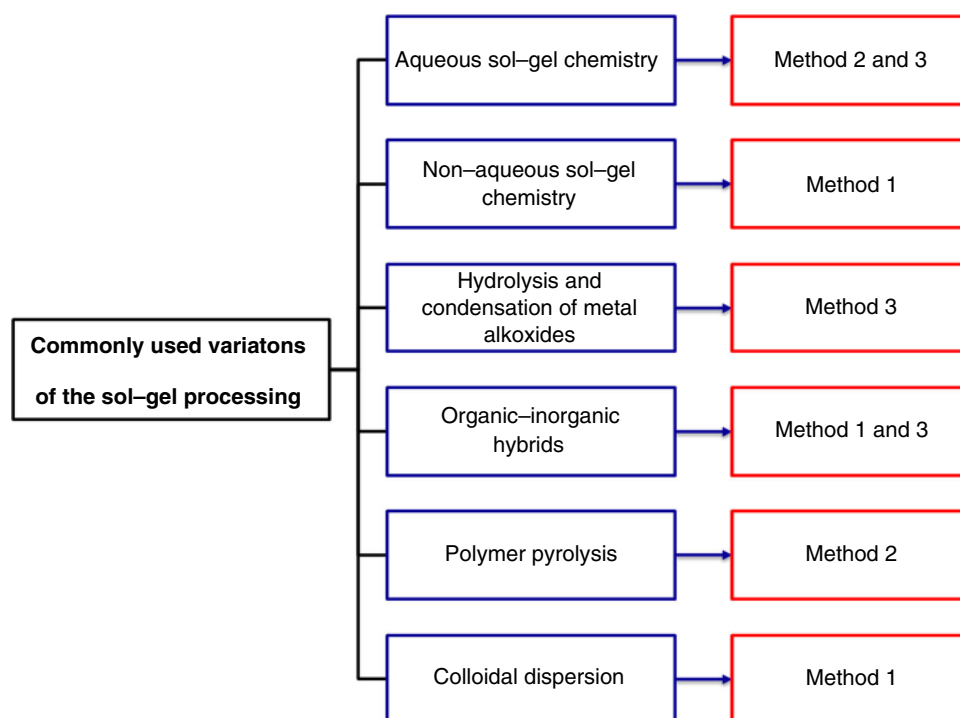 Aqueous sol–gel chemistry
Method 2 and 3
Non–aqueous sol–gel
chemistry
Method 1
Hydrolysis and
condensation of metal
alkoxides
Method 3
Commonly used variatons
of the sol–gel processing
Organic–inorganic
hybrids
Method 1 and 3
Polymer pyrolysis
Method 2
Colloidal dispersion
Method 1